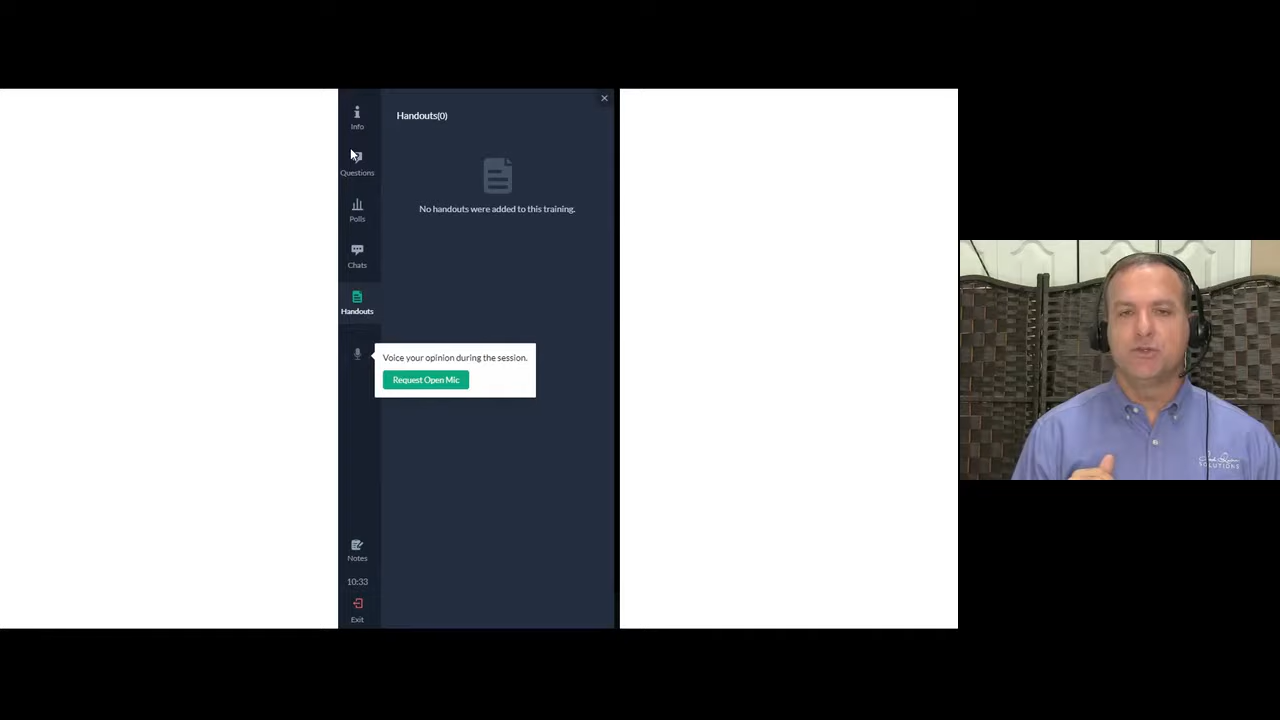 Info
Questions
Polls
Chats
Handouts
Handouts(0)
No handouts were added to this training.
Voice your opinion during the session.
Request Open Mic
Notes
10:33
Exit
SOLUTIONS